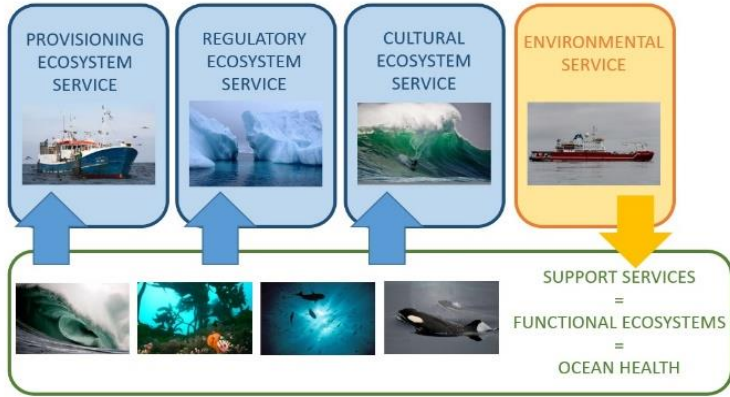 PROVISIONING
ECOSYSTEM
SERVICE
REGULATORY
ECOSYSTEM
SERVICE
CULTURAL
ECOSYSTEM
SERVICE
ENVIRONMENTAL
SERVICE
SUPPORT SERVICES
=
FUNCTIONAL ECOSYSTEMS
=
OCEAN HEALTH